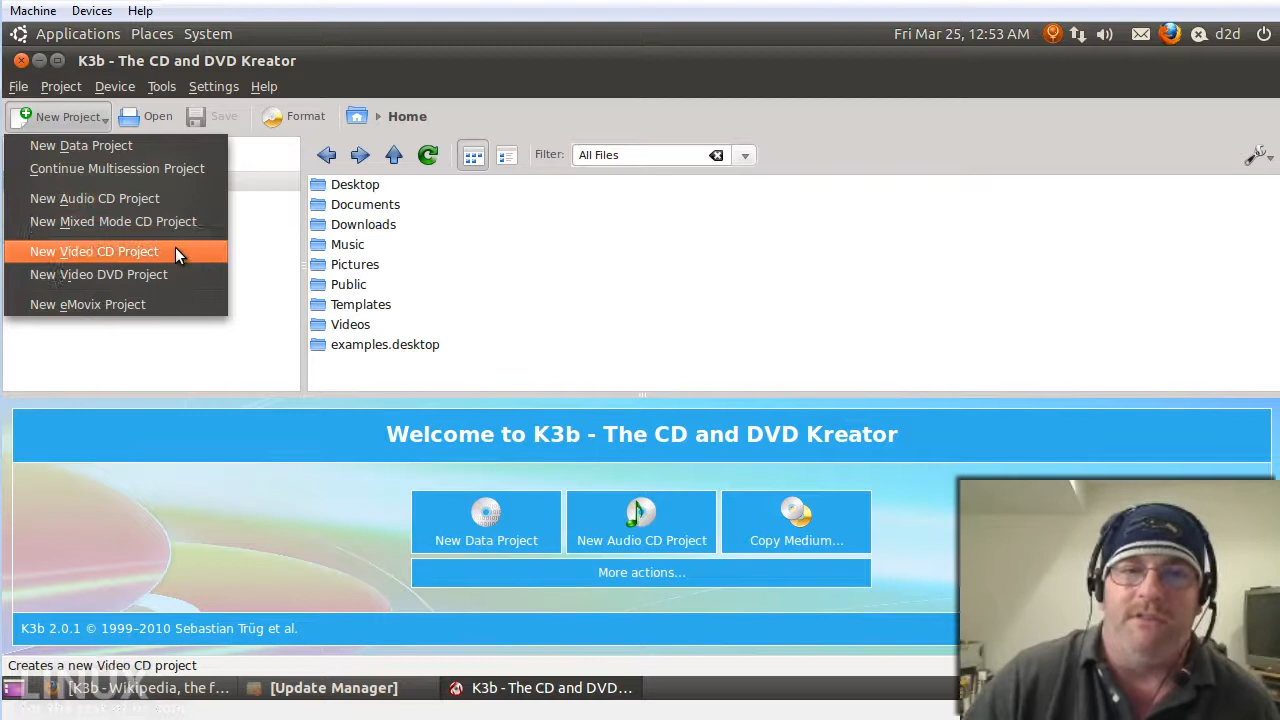 Machine Devices Help
Applications Places System Fri Mar 25, 12:53 AM d2d
K3b - The CD and DVD Kreator
File Project Device Tools Settings Help
New Project Open Save Format Home
New Data Project
Continue Multisession Project
New Audio CD Project
New Mixed Mode CD Project
New Video CD Project
New Video DVD Project
New eMovix Project
Filter: All Files
Desktop
Documents
Downloads
Music
Pictures
Public
Templates
Videos
examples.desktop
Welcome to K3b - The CD and DVD Kreator
New Data Project New Audio CD Project Copy Medium...
More actions...
K3b 2.0.1 © 1999–2010 Sebastian Trüg et al.
Creates a new Video CD project
[K3b - Wikipedia, the f... [Update Manager] K3b - The CD and DVD...
LINUX
for the rest of us